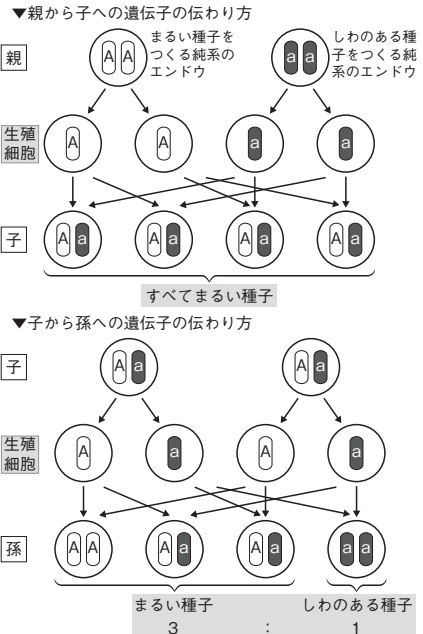 ▼親から子への遺伝子の伝わり方
親
A A
まるい種子を
つくる純系の
エンドウ
a a
しわのある種
子をつくる純
系のエンドウ
生殖
細胞
A
A
a
a
子
A a
A a
A a
A a
すべてまるい種子
▼子から孫への遺伝子の伝わり方
子
A a
A a
生殖
細胞
A
a
A
a
孫
A A
A a
A a
a a
まるい種子 しわのある種子
3 : 1